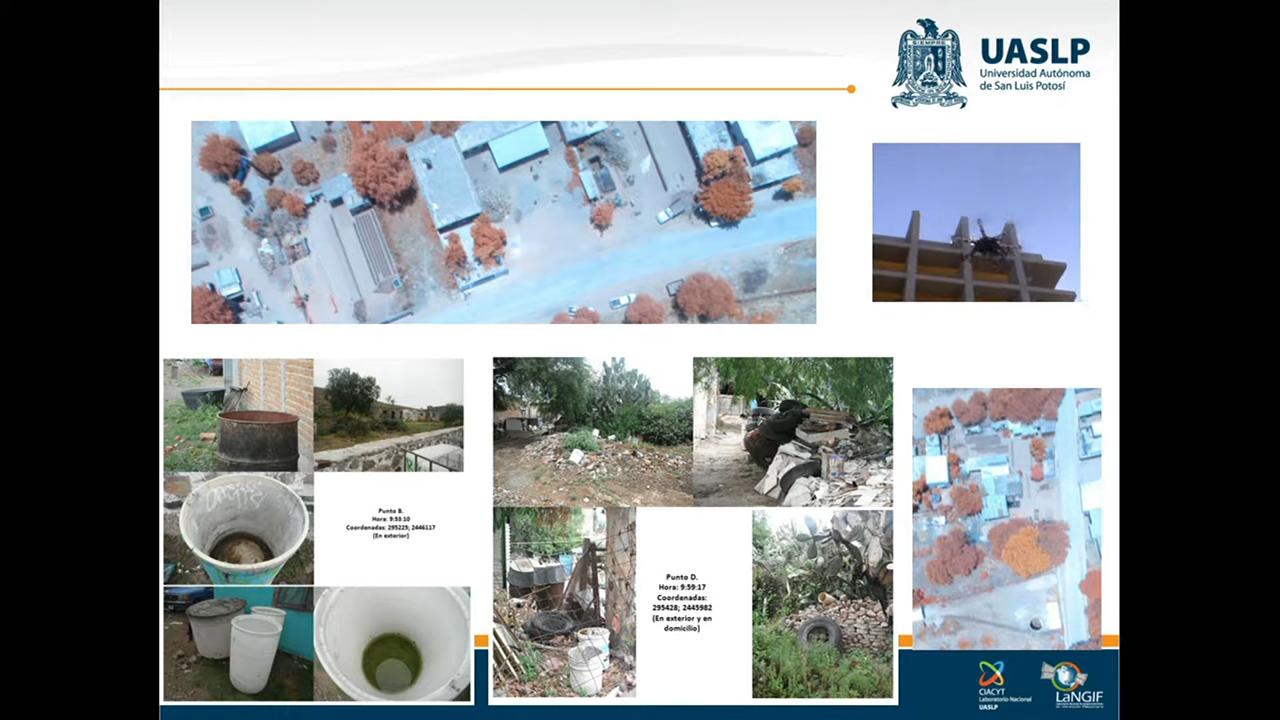 SIEMPRE
UASLP
Universidad Autónoma
de San Luis Potosí
Punto B.
Hora: 9:53:10
Coordenadas: 295225; 2446117
(En exterior)
Punto D.
Hora: 9:59:17
Coordenadas:
295428; 2445982
(En exterior y en
domicilio)
CIACYT
Laboratorio Nacional
UASLP
LaNGIF